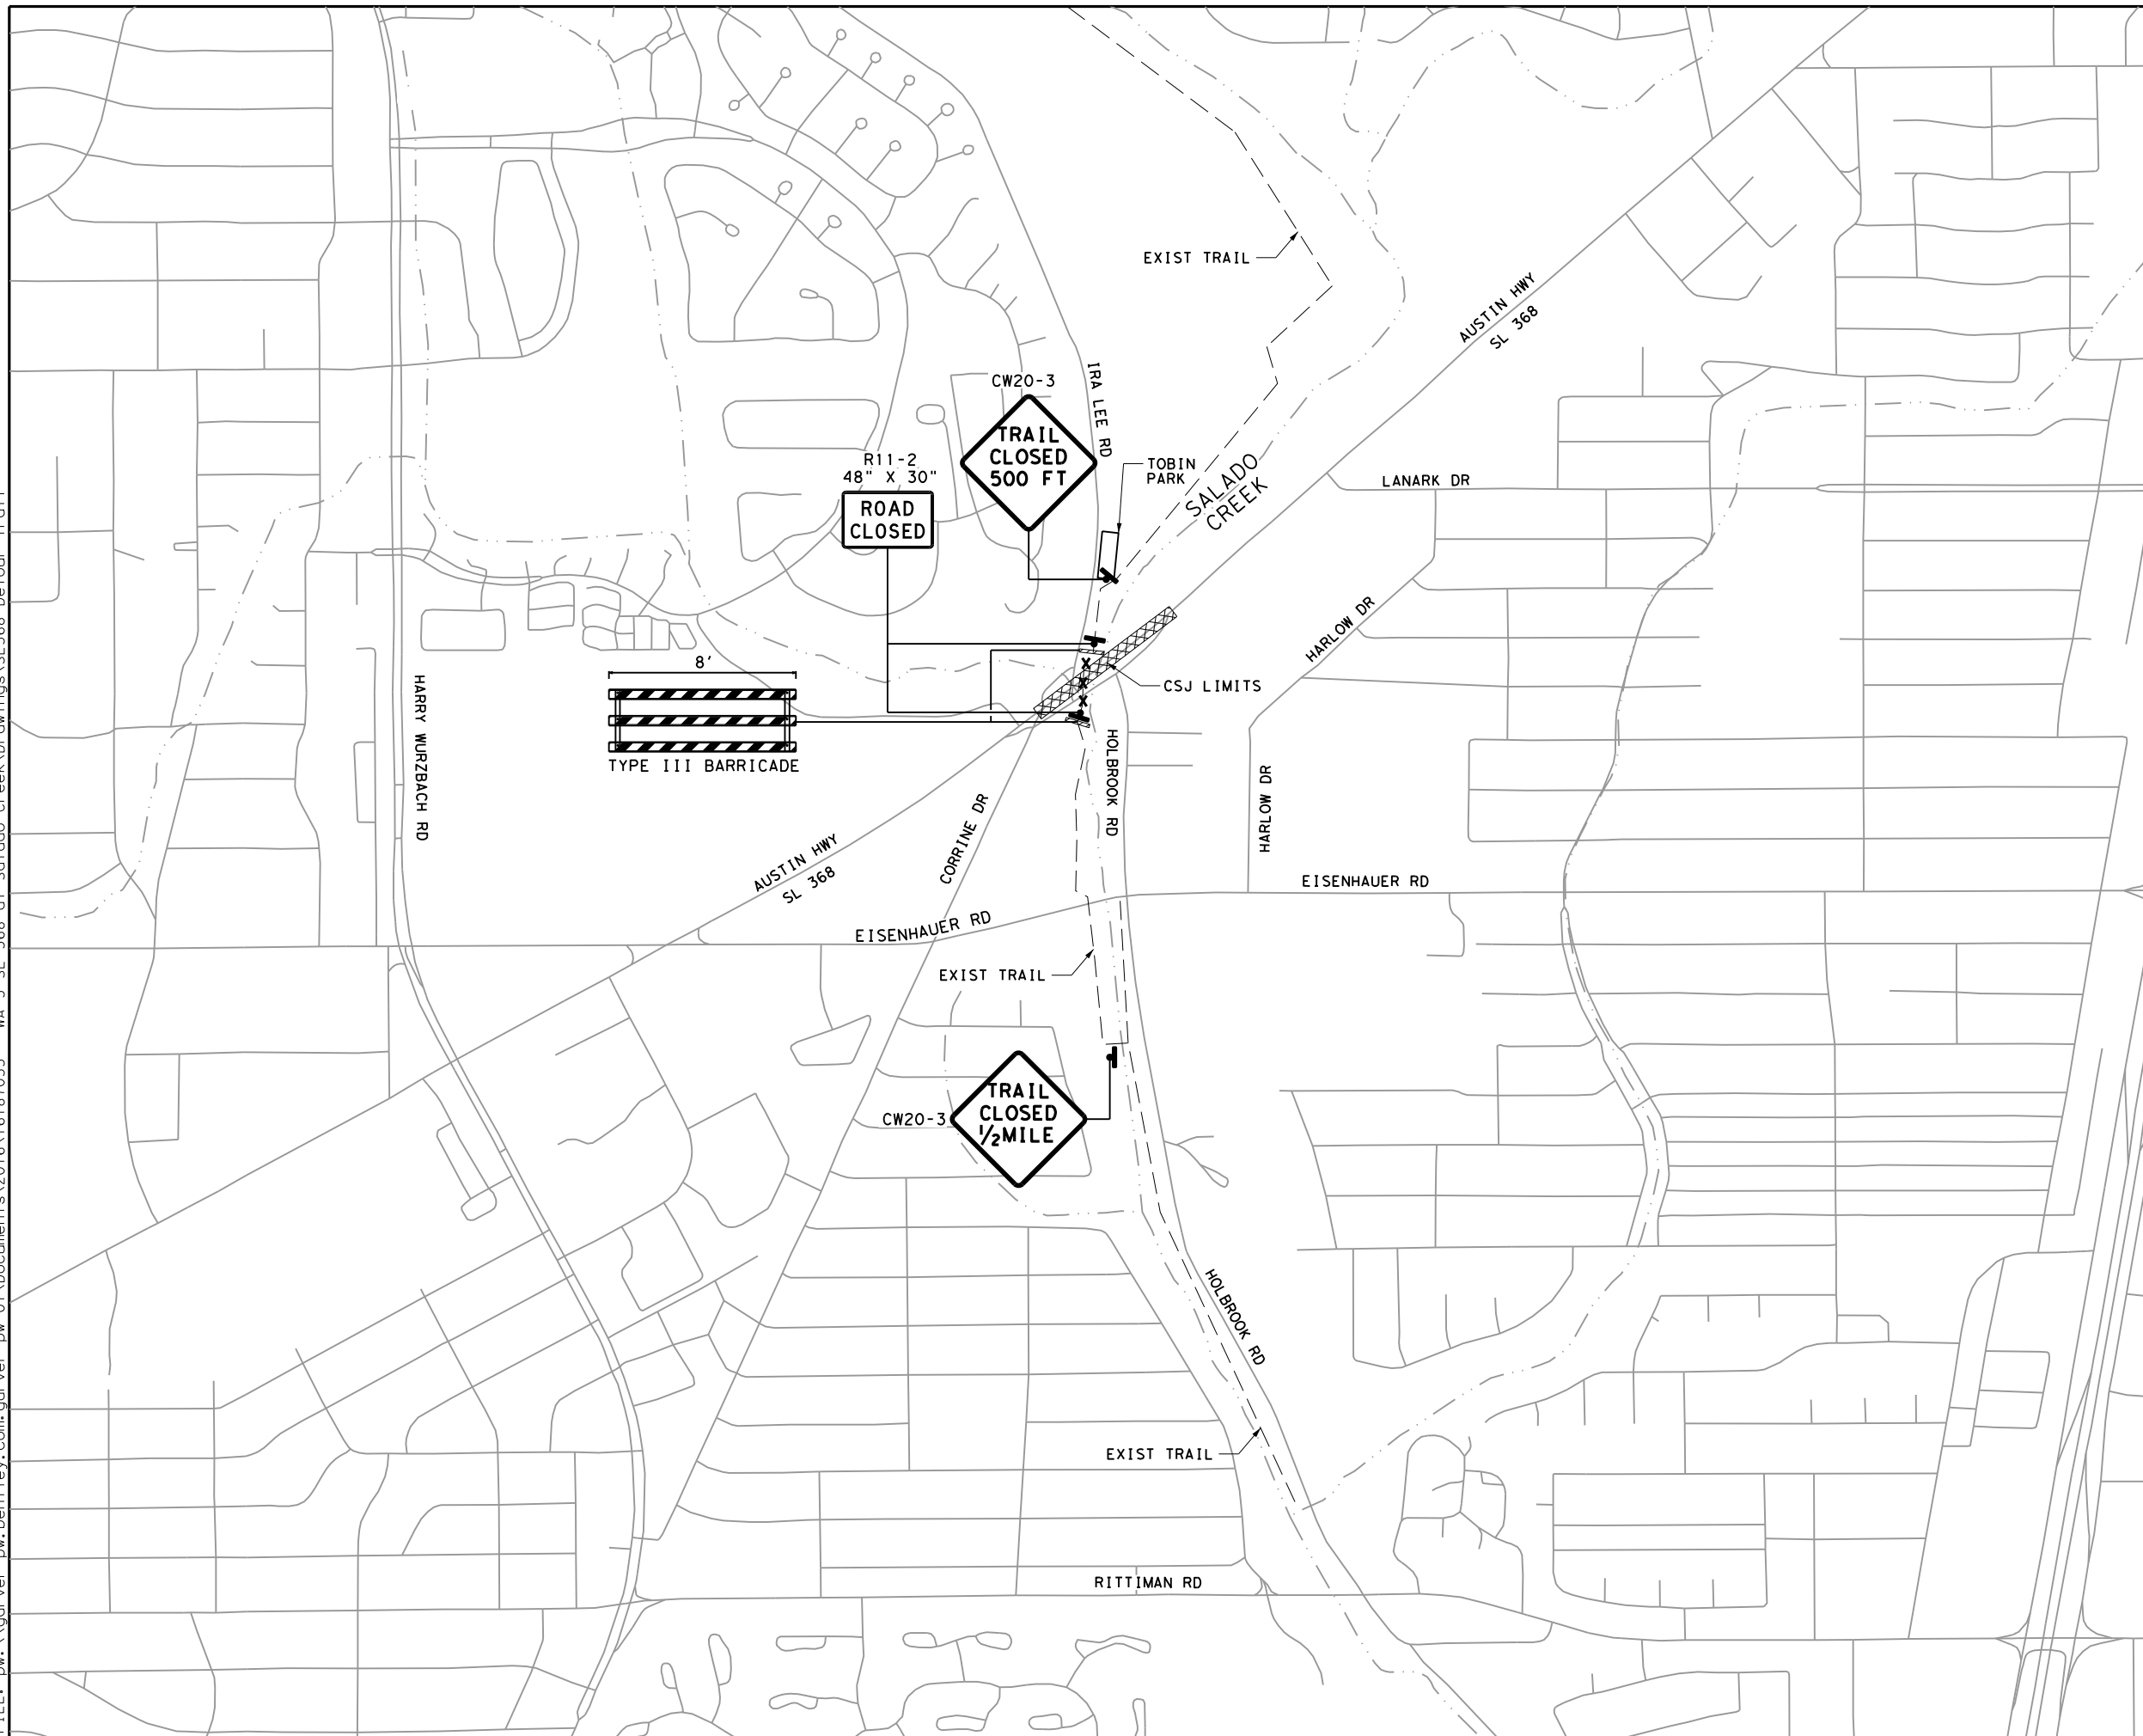 EXIST TRAIL
AUSTIN HWY
SL 368
IRA LEE RD
CW20-3
TRAIL
CLOSED
500 FT
R11-2
48" X 30"
ROAD
CLOSED
TOBIN
PARK
SALADO
CREEK
LANARK DR
HARLOW DR
CSJ LIMITS
8'
TYPE III BARRICADE
HARRY WURZBACH RD
HOLBROOK RD
HARLOW DR
CORRINE DR
AUSTIN HWY
SL 368
EISENHAUER RD
EISENHAUER RD
EXIST TRAIL
CW20-3
TRAIL
CLOSED
1/2MILE
HOLBROOK RD
EXIST TRAIL
RITTIMAN RD